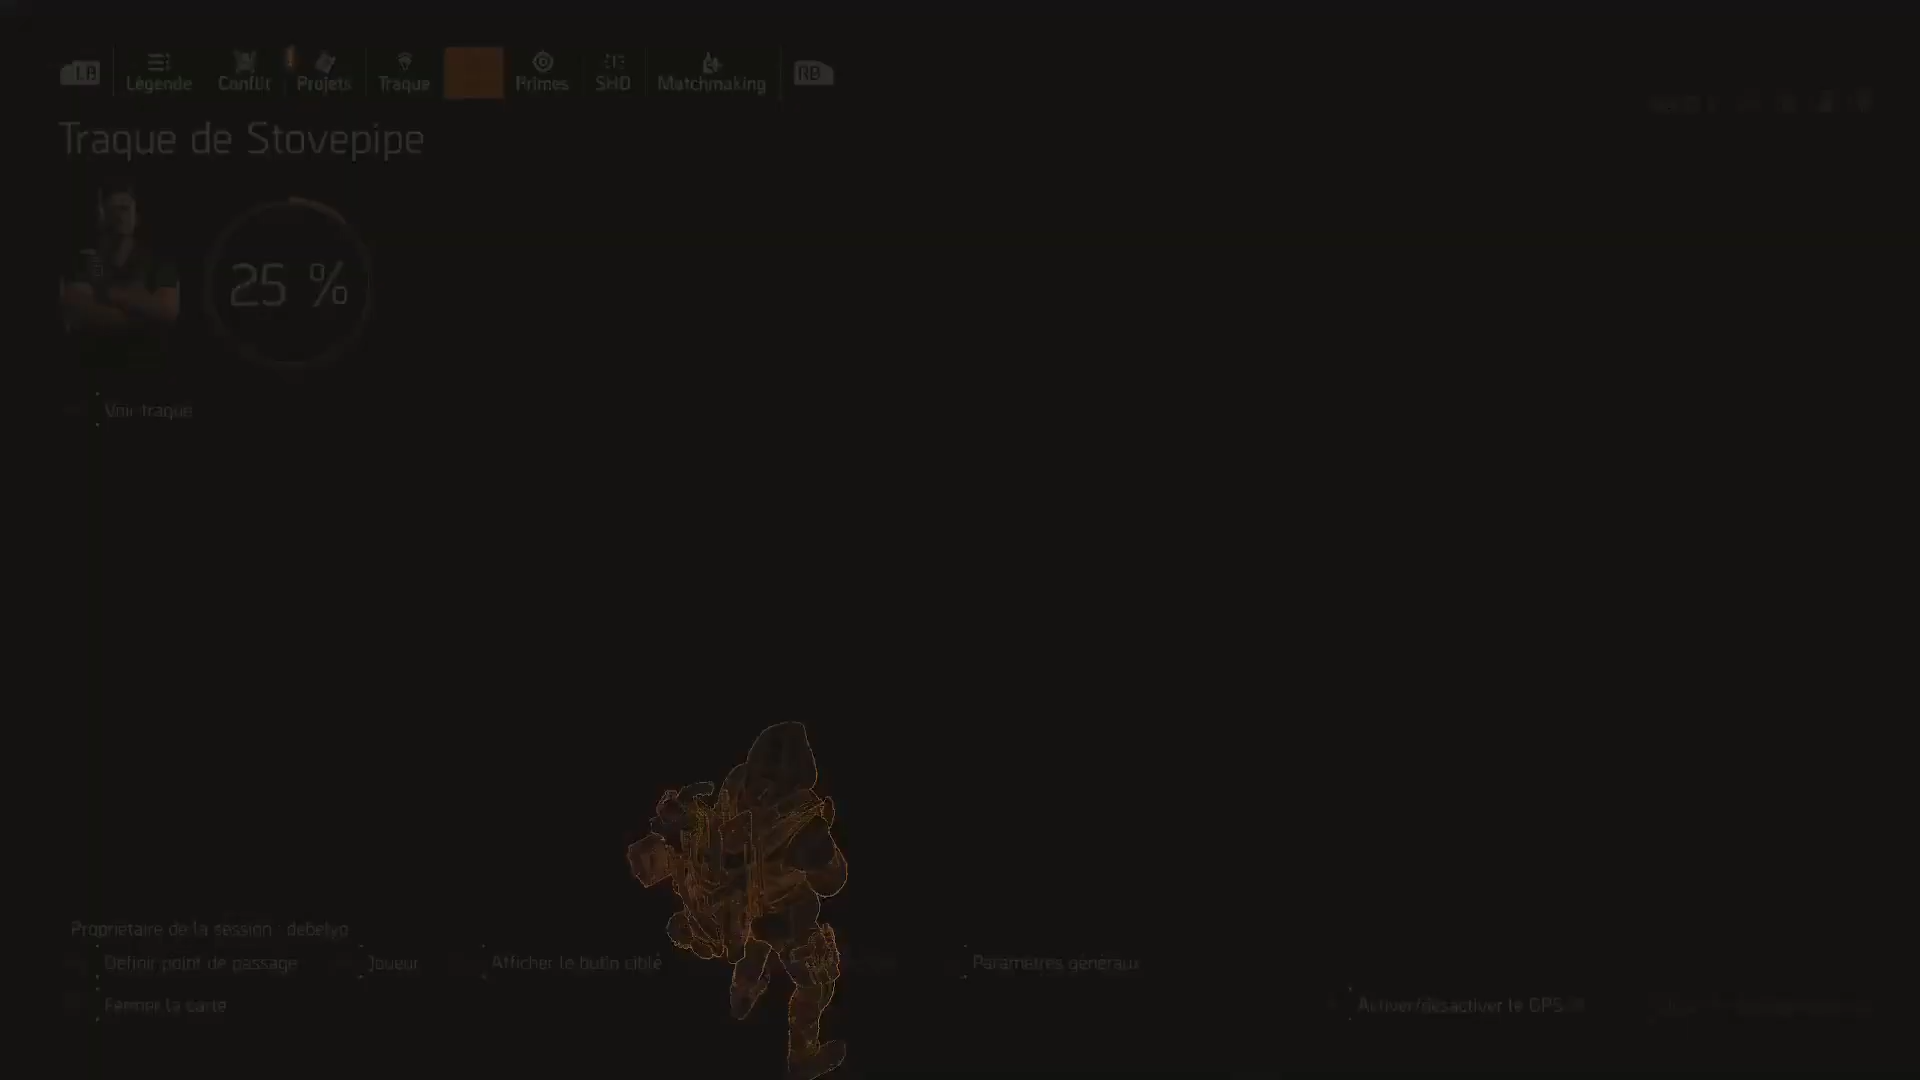 LB Légende Conflit Projets Traque Primes SHD Matchmaking RB
Traque de Stovepipe
25 %
Voir traque
Propriétaire de la session : debelyo
Définir point de passage Joueur Afficher le butin ciblé Paramètres généraux
Fermer la carte Activer/désactiver le GPS